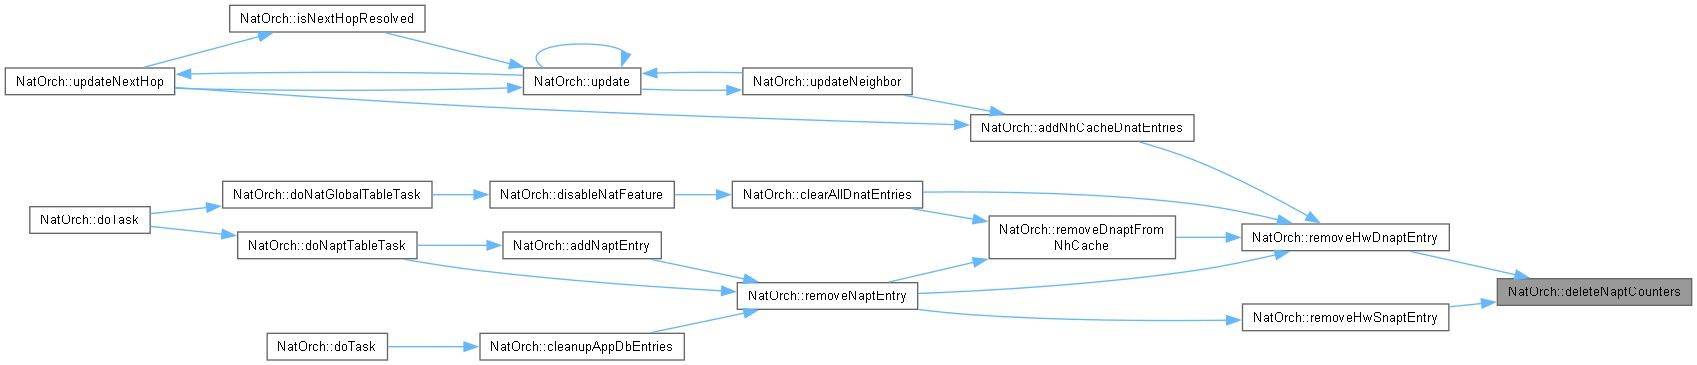 NatOrch::isNextHopResolved
NatOrch::updateNextHop
NatOrch::update
NatOrch::updateNeighbor
NatOrch::addNhCacheDnatEntries
NatOrch::doNatGlobalTableTask
NatOrch::disableNatFeature
NatOrch::clearAllDnatEntries
NatOrch::doTask
NatOrch::removeDnaptFrom
NhCache
NatOrch::removeHwDnaptEntry
NatOrch::doNaptTableTask
NatOrch::addNaptEntry
NatOrch::removeNaptEntry
NatOrch::deleteNaptCounters
NatOrch::removeHwSnaptEntry
NatOrch::doTask
NatOrch::cleanupAppDbEntries